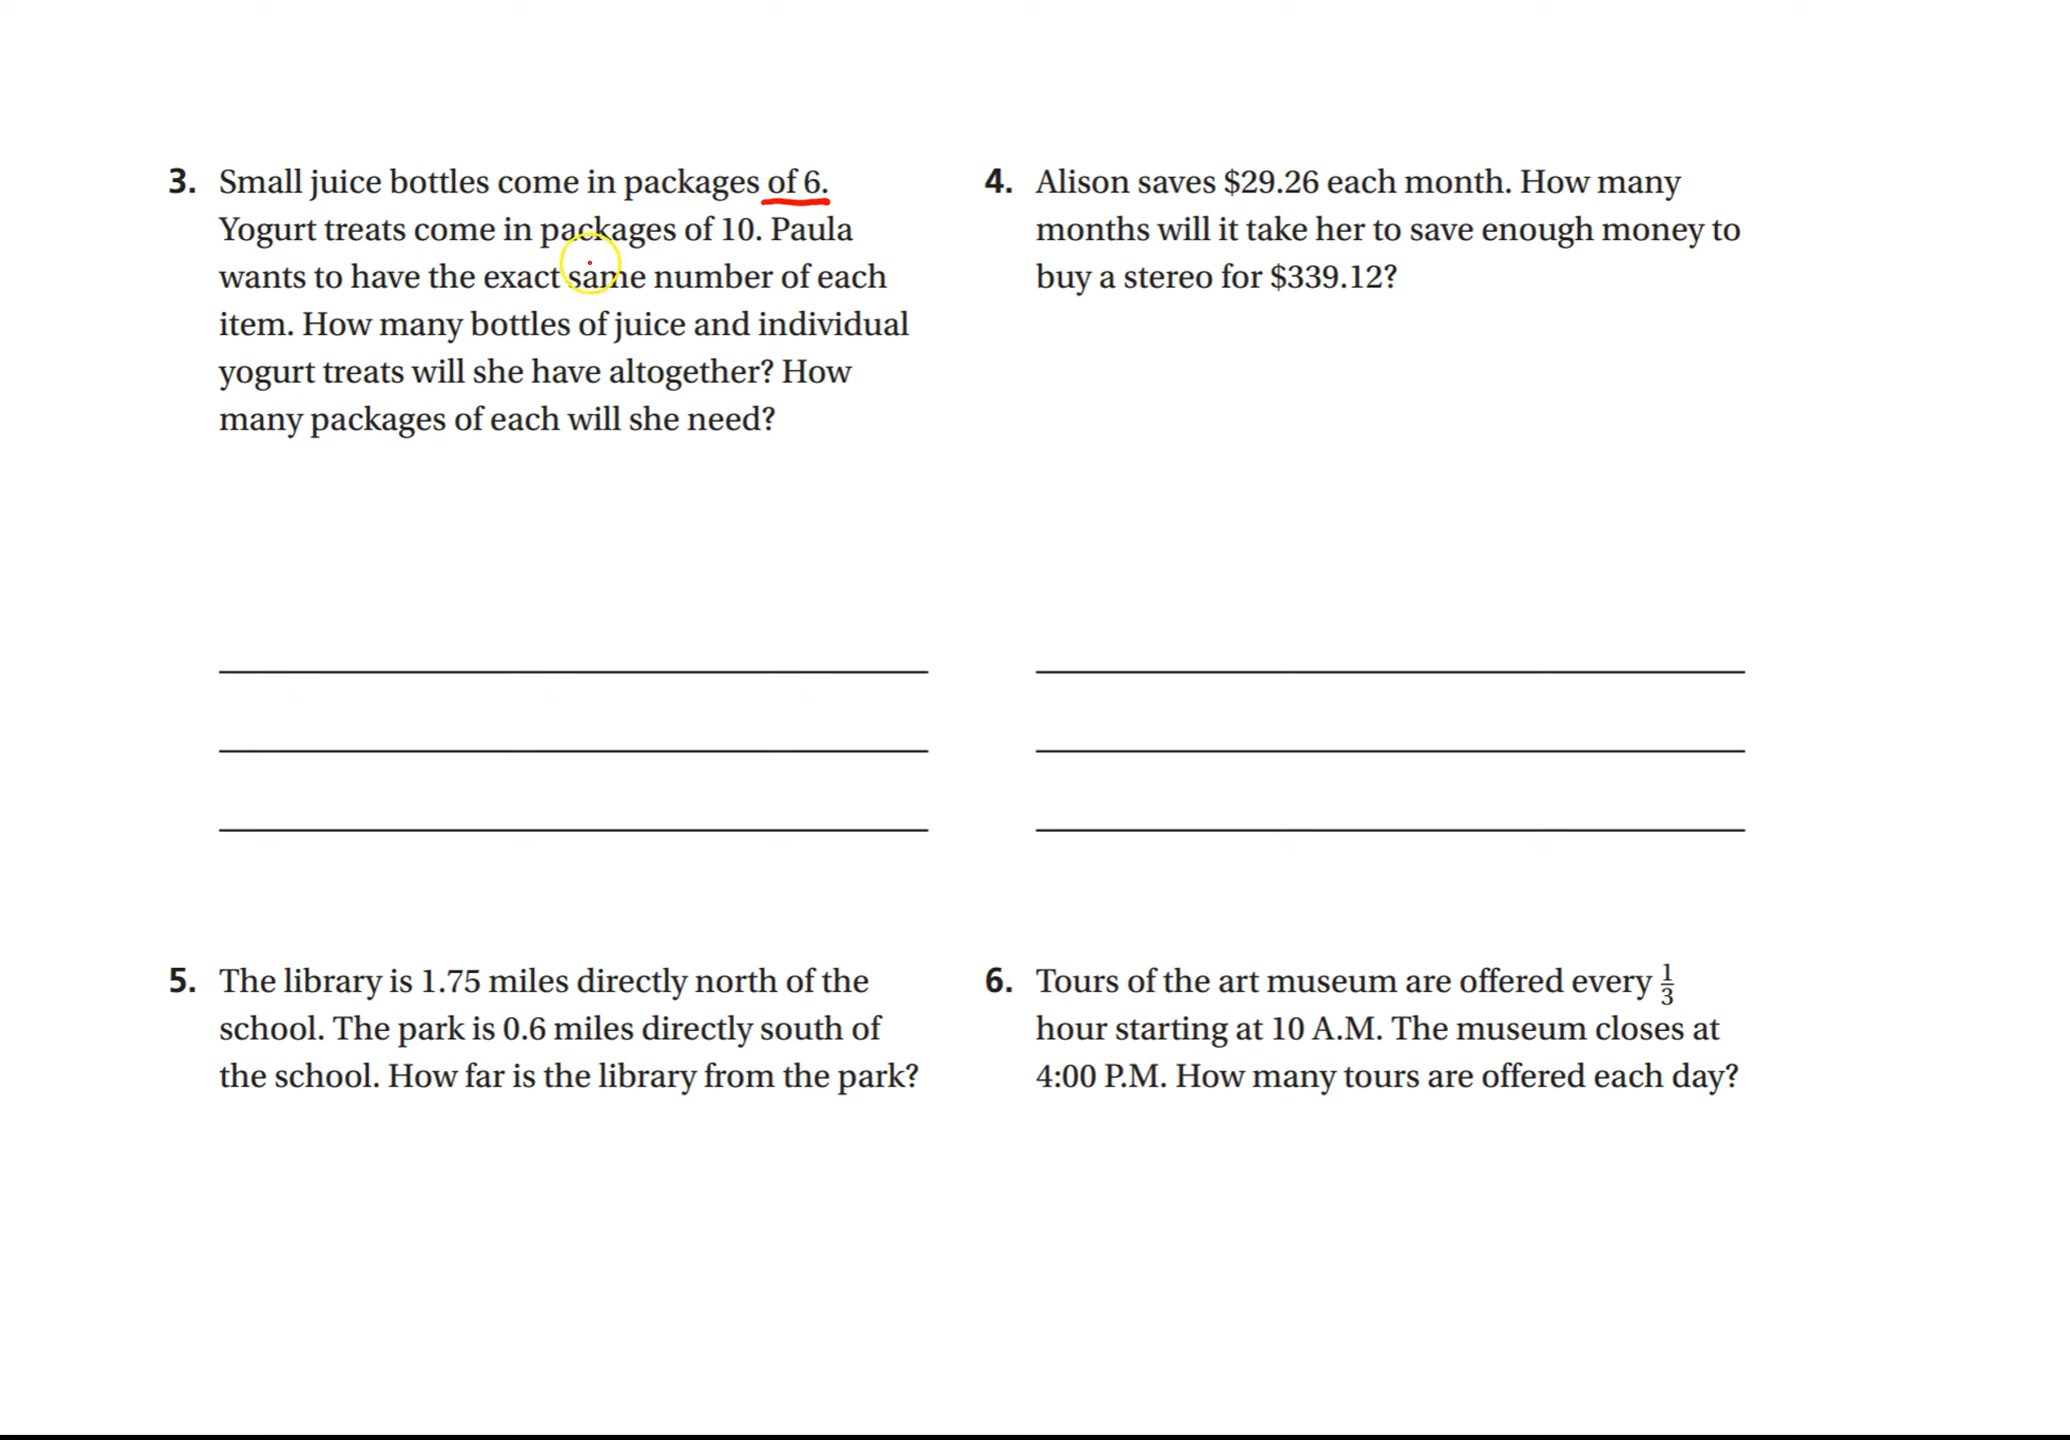 3. Small juice bottles come in packages of 6.
Yogurt treats come in packages of 10. Paula
wants to have the exact same number of each
item. How many bottles of juice and individual
yogurt treats will she have altogether? How
many packages of each will she need?
4. Alison saves $29.26 each month. How many
months will it take her to save enough money to
buy a stereo for $339.12?
5. The library is 1.75 miles directly north of the
school. The park is 0.6 miles directly south of
the school. How far is the library from the park?
6. Tours of the art museum are offered every 1/3
hour starting at 10 A.M. The museum closes at
4:00 P.M. How many tours are offered each day?